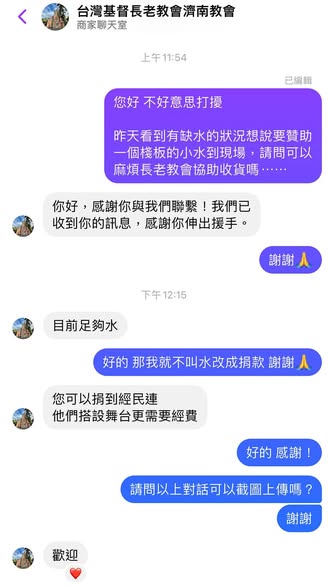 台灣基督長老教會濟南教會
商家聊天室
上午11:54
已編輯
您好 不好意思打擾
昨天看到有缺水的狀況想說要贊助
一個棧板的小水到現場，請問可以
麻煩長老教會協助收貨嗎⋯⋯
你好，感謝你與我們聯繫！我們已
收到你的訊息，感謝你伸出援手。
謝謝🙏
下午12:15
目前足夠水
好的 那我就不叫水改成捐款 謝謝🙏
您可以捐到經民連
他們搭設舞台更需要經費
好的 感謝！
請問以上對話可以截圖上傳嗎？
謝謝
歡迎